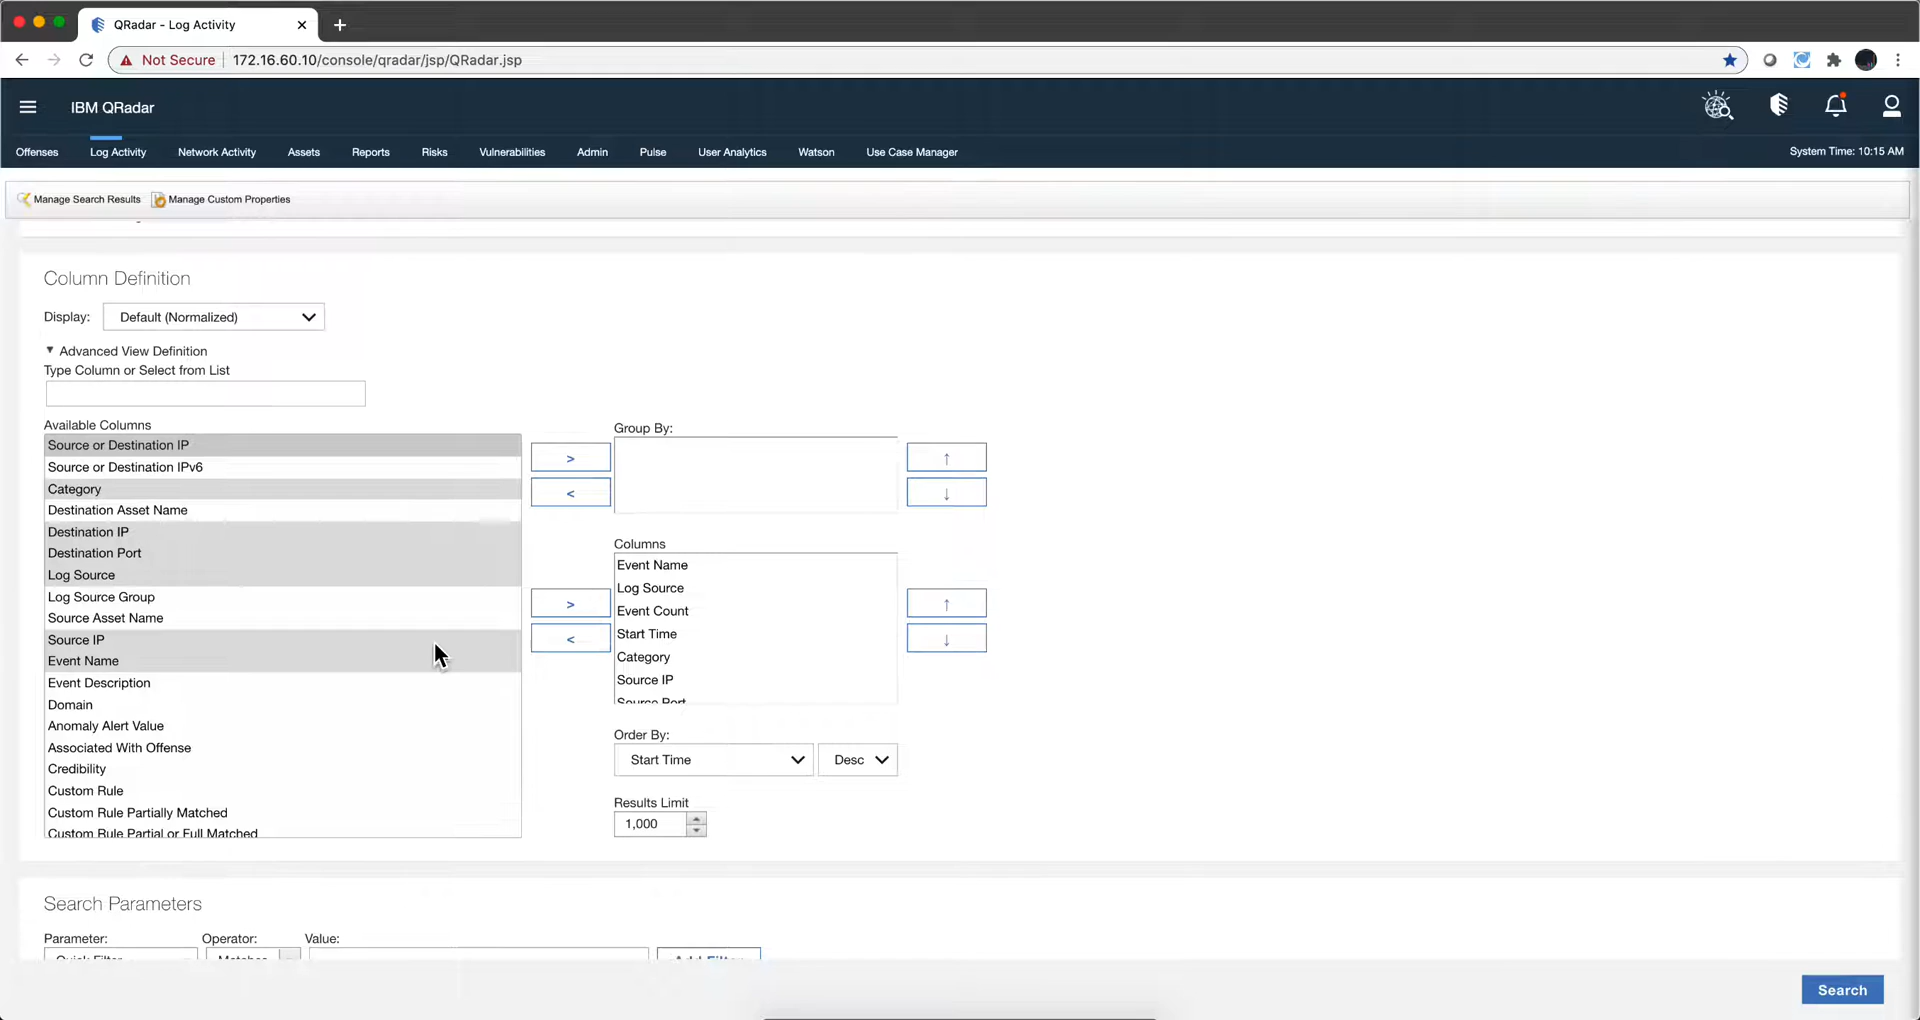 QRadar - Log Activity
Not Secure 172.16.60.10/console/qradar/jsp/QRadar.jsp
IBM QRadar
Offenses Log Activity Network Activity Assets Reports Risks Vulnerabilities Admin Pulse User Analytics Watson Use Case Manager System Time: 10:15 AM
Manage Search Results Manage Custom Properties
Column Definition
Display: Default (Normalized)
Advanced View Definition
Type Column or Select from List
Available Columns
Source or Destination IP
Source or Destination IPv6
Category
Destination Asset Name
Destination IP
Destination Port
Log Source
Log Source Group
Source Asset Name
Source IP
Event Name
Event Description
Domain
Anomaly Alert Value
Associated With Offense
Credibility
Custom Rule
Custom Rule Partially Matched
Custom Rule Partial or Full Matched
>
<
Group By:
↑
↓
Columns
Event Name
Log Source
Event Count
Start Time
Category
Source IP
Source Port
>
<
↑
↓
Order By:
Start Time Desc
Results Limit
1,000
Search Parameters
Parameter: Operator: Value:
Quick Filter Matches Add Filter
Search